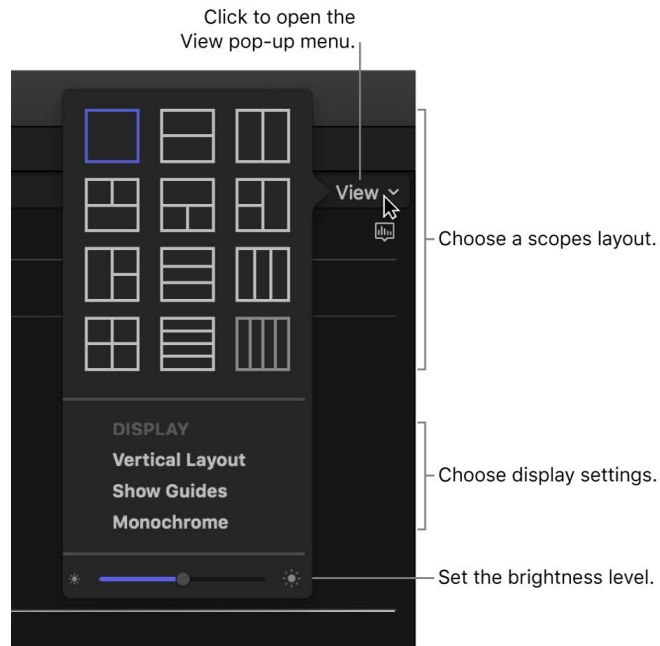 Click to open the
View pop-up menu.
View
Choose a scopes layout.
DISPLAY
Vertical Layout
Show Guides
Monochrome
Choose display settings.
Set the brightness level.